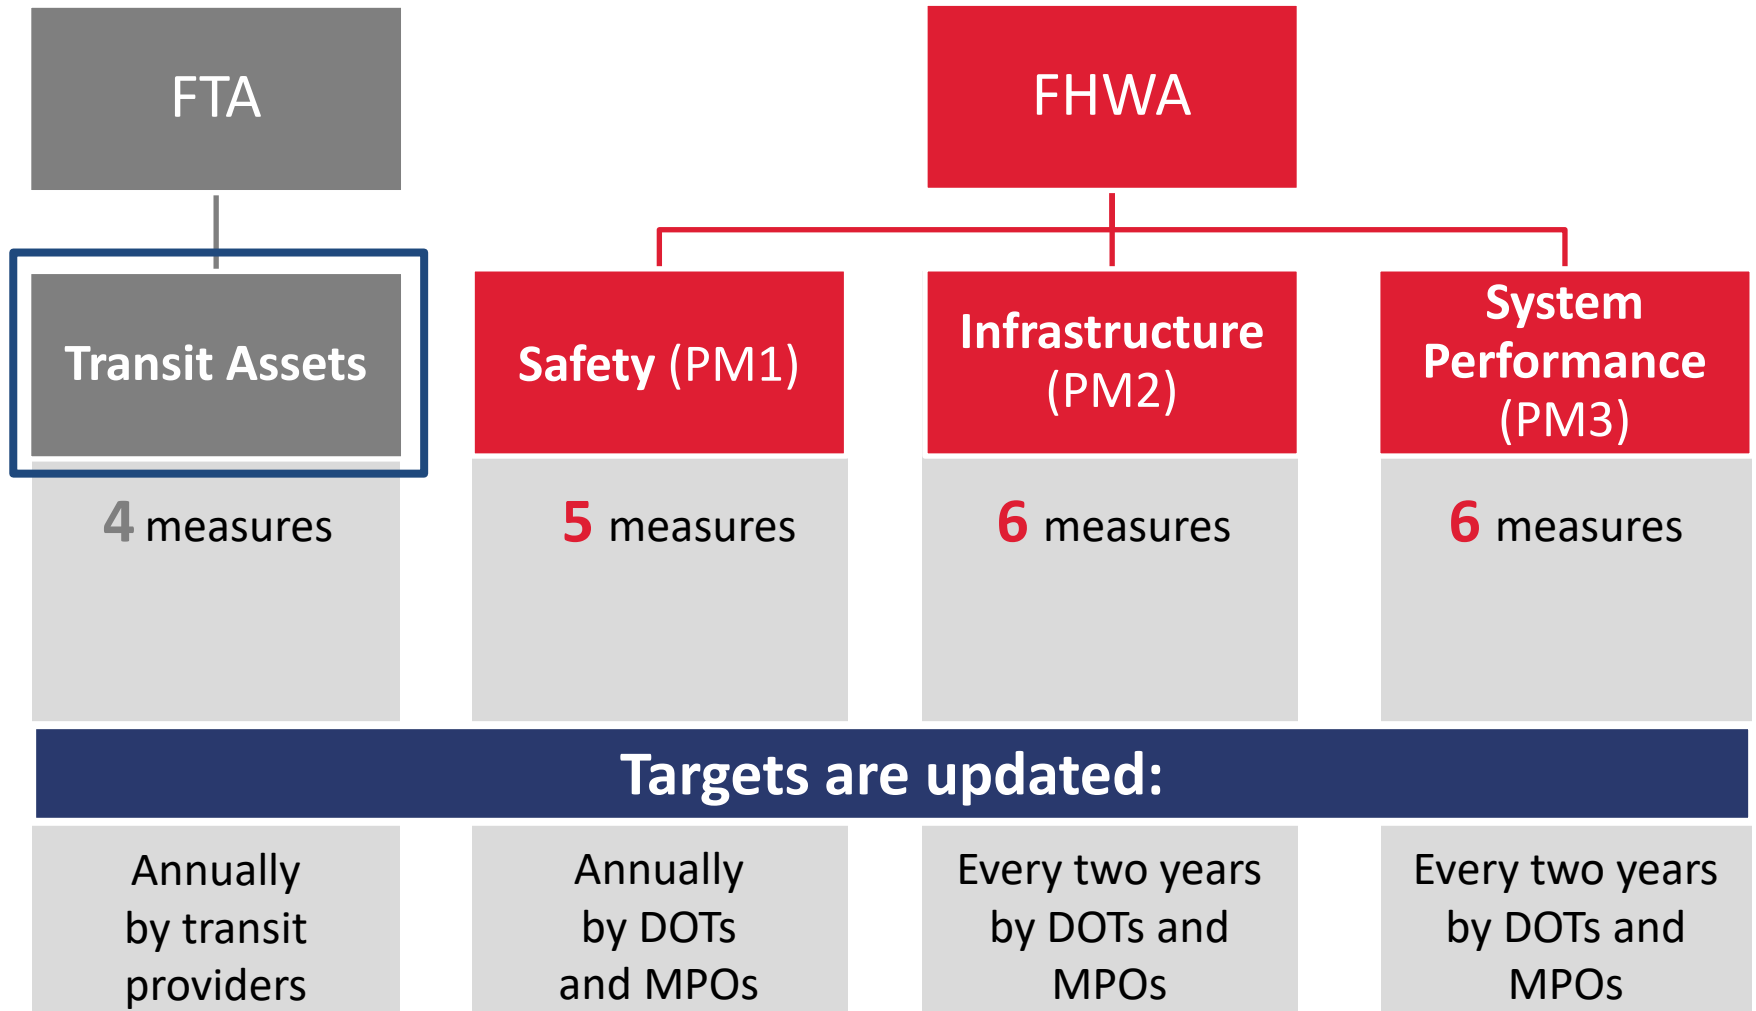 FTA
FHWA
Transit Assets
Safety (PM1)
Infrastructure
(PM2)
System
Performance
(PM3)
4 measures
5 measures
6 measures
6 measures
Targets are updated:
Annually
by transit
providers
Annually
by DOTs
and MPOs
Every two years
by DOTs and
MPOs
Every two years
by DOTs and
MPOs